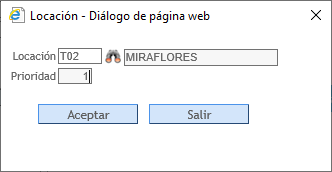 Locación - Diálogo de página web
Locación T02 MIRAFLORES
Prioridad 1
Aceptar Salir